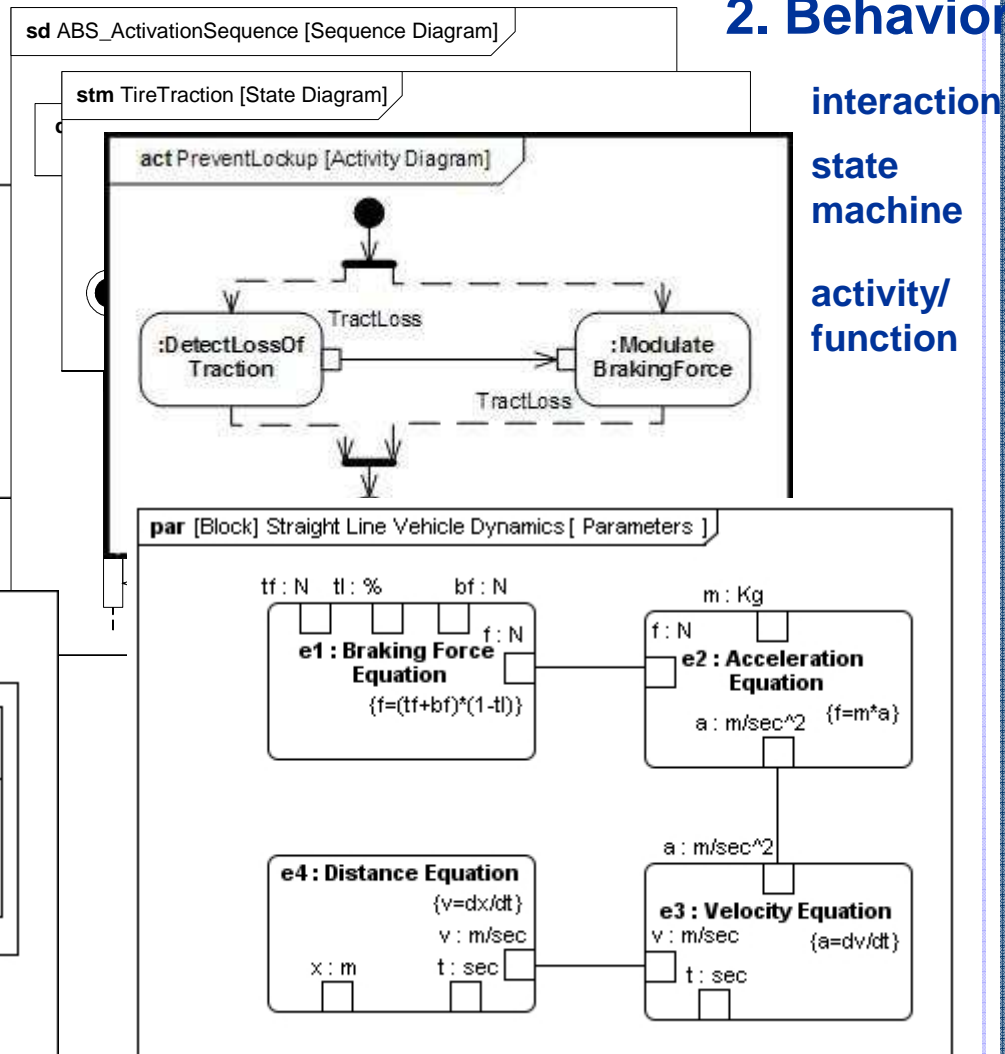 2. Behavior
sd ABS_ActivationSequence [Sequence Diagram]
interaction
stm TireTraction [State Diagram]
state
machine
act PreventLockup [Activity Diagram]
activity/
function
TractLoss
:DetectLossOf
Traction
:Modulate
BrakingForce
TractLoss
par [Block] Straight Line Vehicle Dynamics [ Parameters ]
tf : N tl : % bf : N
f : N
e1 : Braking Force
Equation
{f=(tf+bf)*(1-tl)}
m : Kg
f : N
e2 : Acceleration
Equation
{f=m*a}
a : m/sec^2
a : m/sec^2
e3 : Velocity Equation
{a=dv/dt}
v : m/sec
t : sec
e4 : Distance Equation
{v=dx/dt}
v : m/sec
x : m t : sec